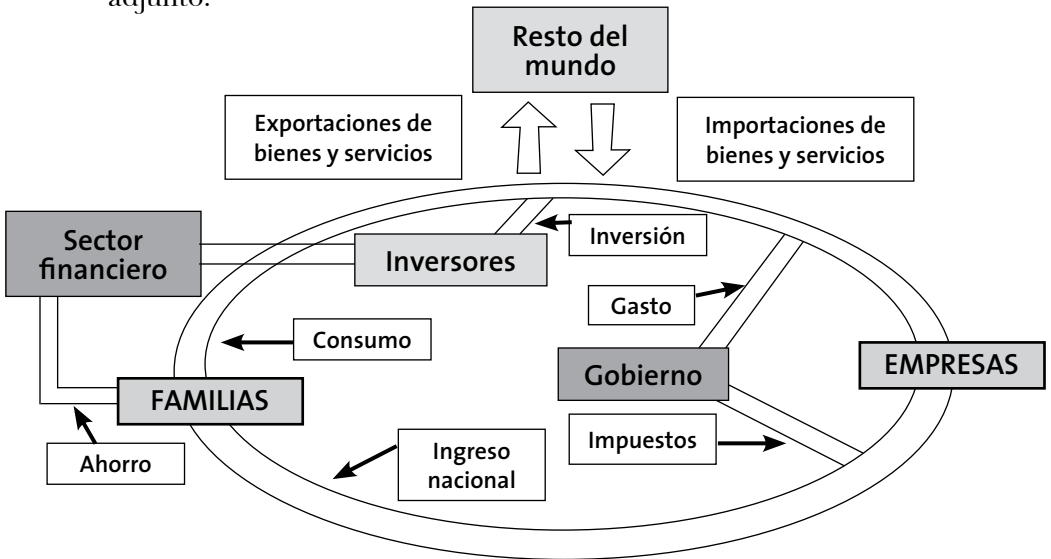 adjunto.
Resto del
mundo
Exportaciones de
bienes y servicios
Importaciones de
bienes y servicios
Sector
financiero
Inversores
Inversión
Gasto
Consumo
Gobierno
EMPRESAS
FAMILIAS
Impuestos
Ahorro
Ingreso
nacional